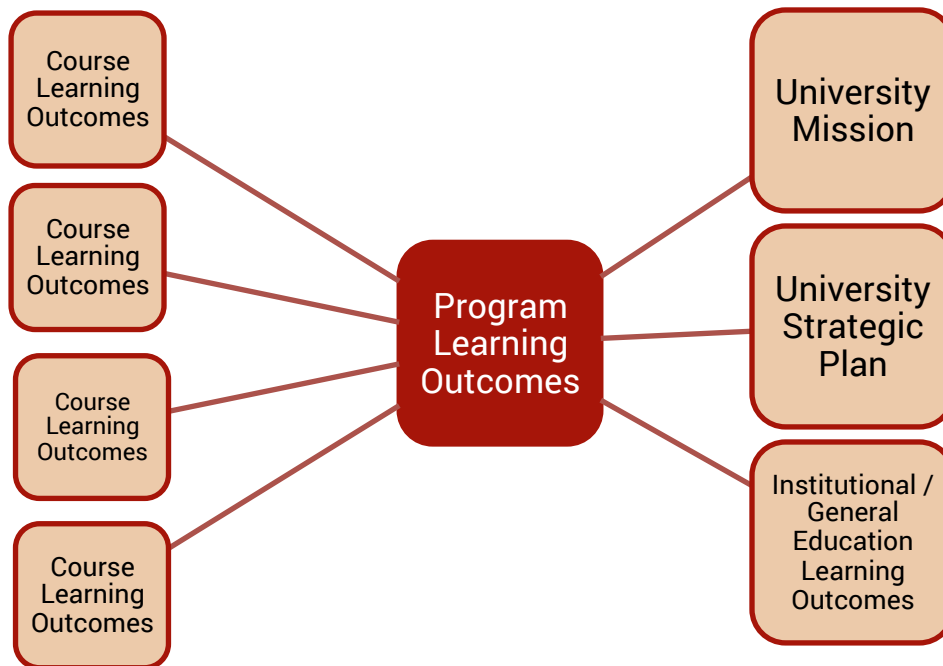 Course
Learning
Outcomes
Course
Learning
Outcomes
Course
Learning
Outcomes
Course
Learning
Outcomes
Program
Learning
Outcomes
University
Mission
University
Strategic
Plan
Institutional /
General
Education
Learning
Outcomes